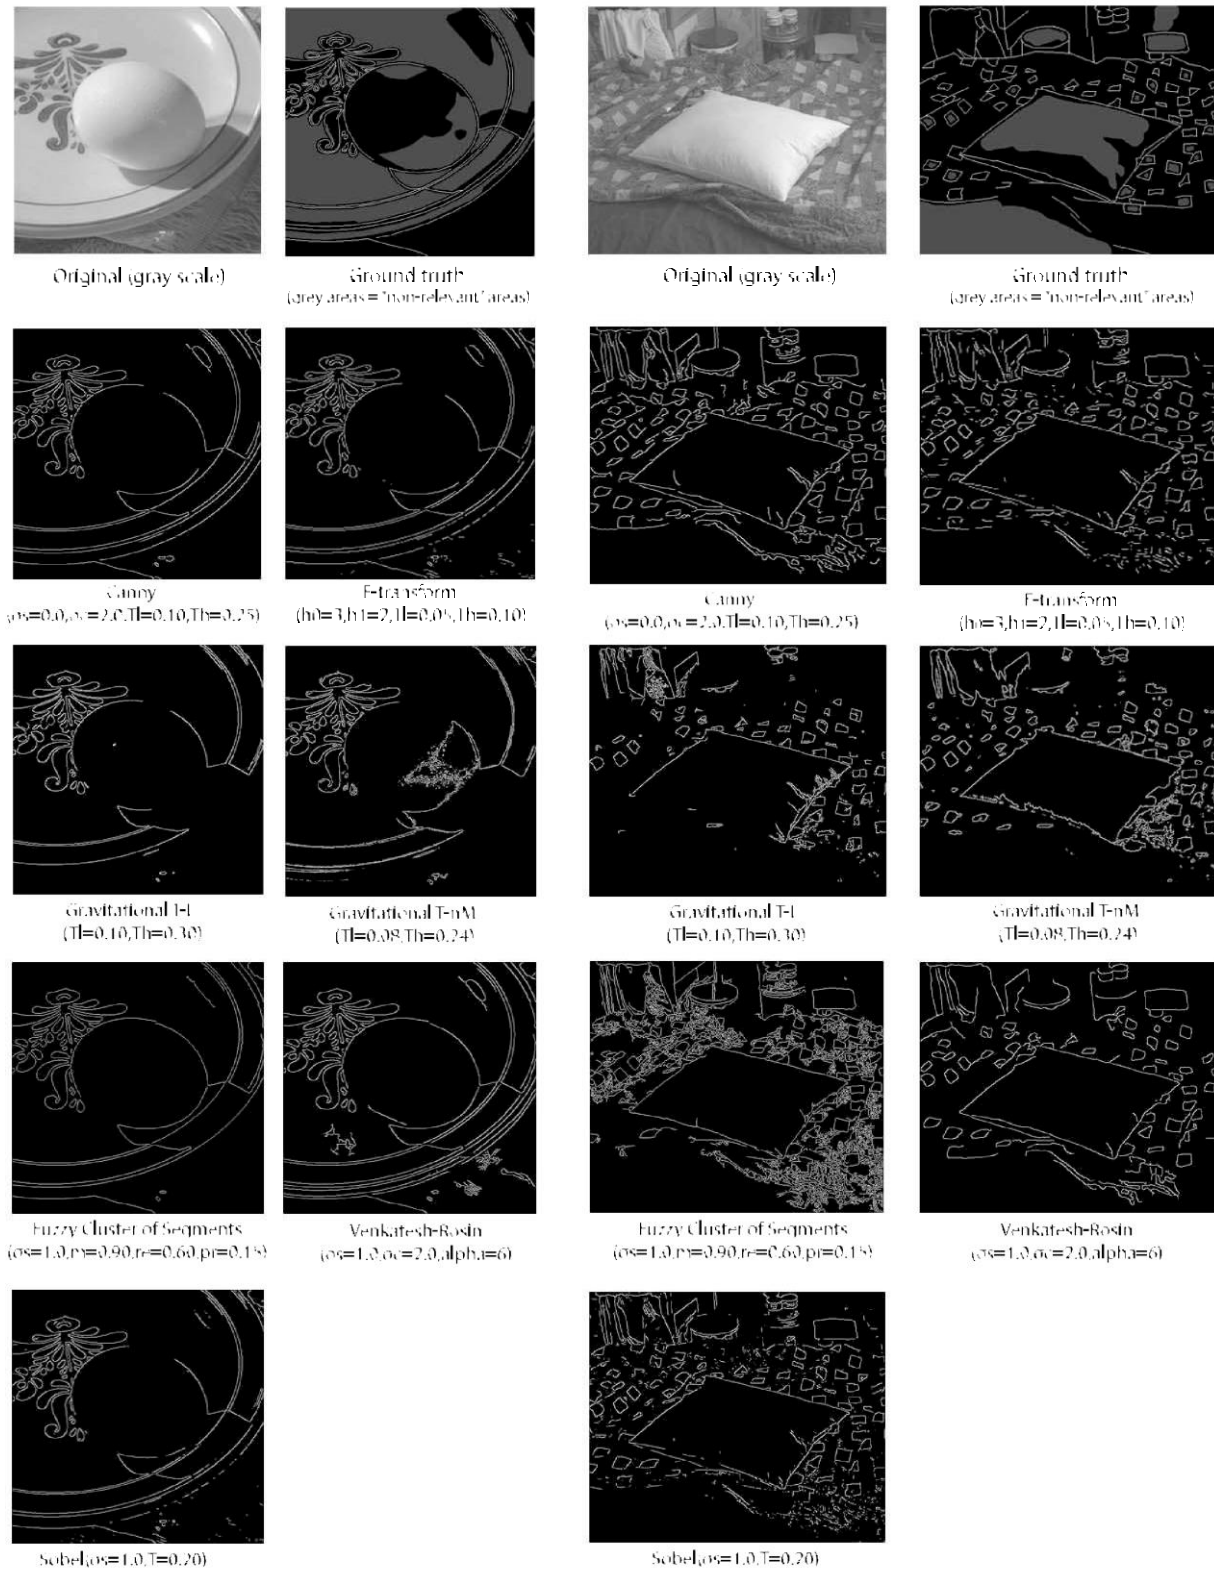 Original (gray scale)
Ground truth
(grey areas = "non-relevant" areas)
Original (gray scale)
Ground truth
(grey areas = "non-relevant" areas)
Canny
(σs=0.0,σc=2.0,Tl=0.10,Th=0.25)
F-transform
(h0=3,h1=2,Tl=0.05,Th=0.10)
Canny
(σs=0.0,σc=2.0,Tl=0.10,Th=0.25)
F-transform
(h0=3,h1=2,Tl=0.05,Th=0.10)
Gravitational T-L
(Tl=0.10,Th=0.30)
Gravitational T-nM
(Tl=0.08,Th=0.24)
Gravitational T-L
(Tl=0.10,Th=0.30)
Gravitational T-nM
(Tl=0.08,Th=0.24)
Fuzzy Cluster of Segments
(σs=1.0,m=0.90,re=0.60,pr=0.15)
Venkatesh-Rosin
(σs=1.0,σc=2.0,alpha=6)
Fuzzy Cluster of Segments
(σs=1.0,m=0.90,re=0.60,pr=0.15)
Venkatesh-Rosin
(σs=1.0,σc=2.0,alpha=6)
Sobel(σs=1.0,T=0.20)
Sobel(σs=1.0,T=0.20)